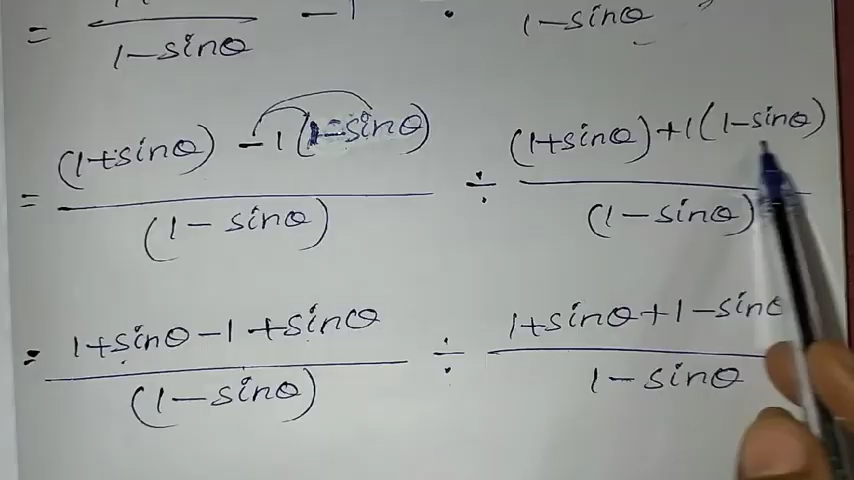 = 1-sinθ -1 . 1-sinθ
= (1+sinθ) -1(1-sinθ) / (1-sinθ) ÷ (1+sinθ)+1(1-sinθ) / (1-sinθ)
= 1+sinθ-1+sinθ / (1-sinθ) ÷ 1+sinθ+1-sinθ / 1-sinθ